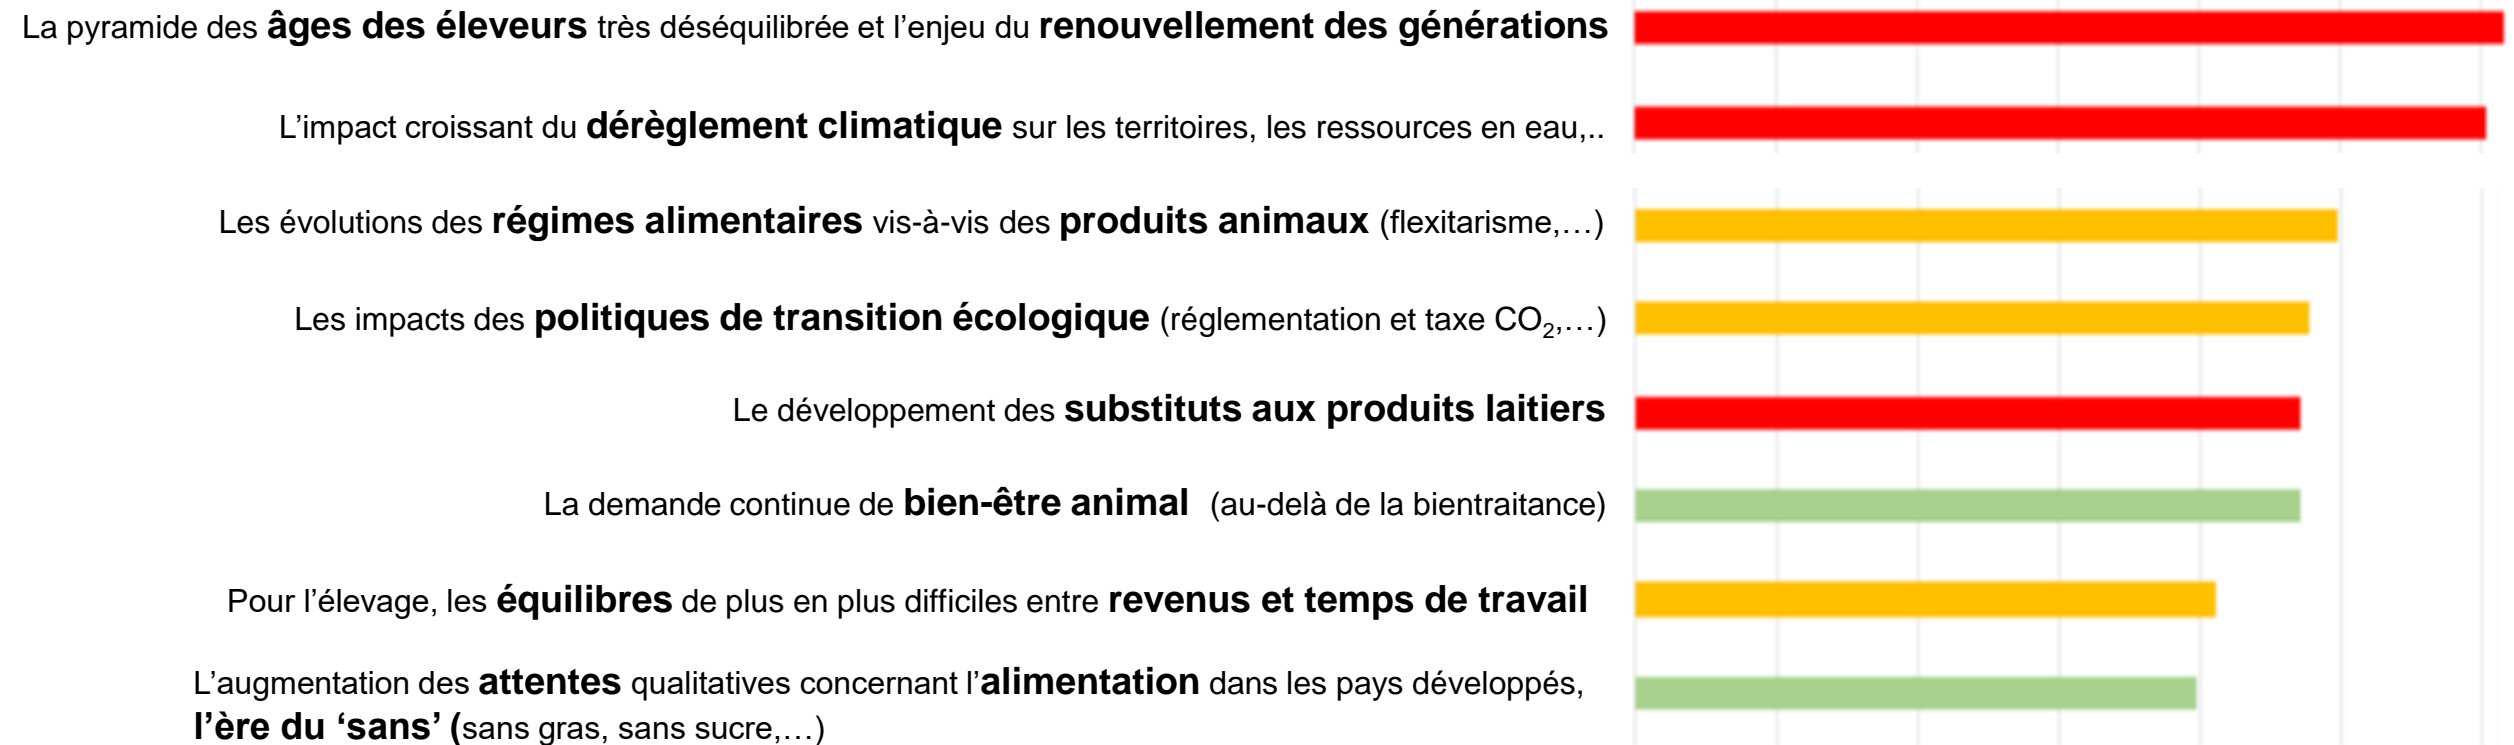 La pyramide des âges des éleveurs très déséquilibrée et l’enjeu du renouvellement des générations
L’impact croissant du dérèglement climatique sur les territoires, les ressources en eau,..
Les évolutions des régimes alimentaires vis-à-vis des produits animaux (flexitarisme,…)
Les impacts des politiques de transition écologique (réglementation et taxe CO₂,…)
Le développement des substituts aux produits laitiers
La demande continue de bien-être animal (au-delà de la bientraitance)
Pour l’élevage, les équilibres de plus en plus difficiles entre revenus et temps de travail
L’augmentation des attentes qualitatives concernant l’alimentation dans les pays développés,
l’ère du ‘sans’ (sans gras, sans sucre,…)